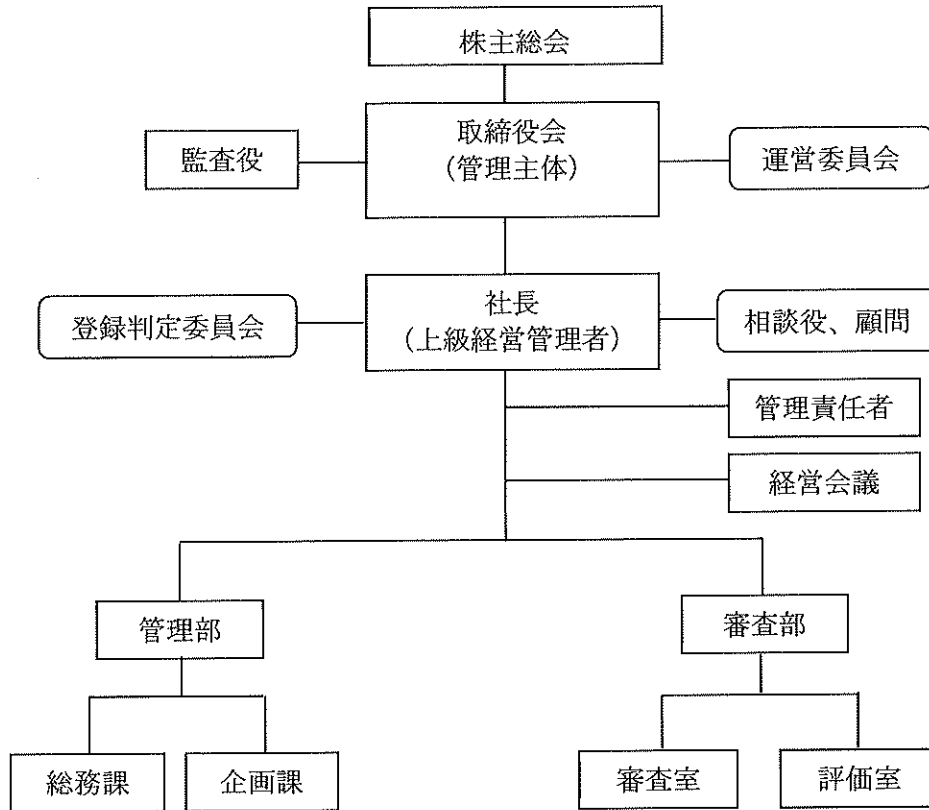 株主総会
取締役会
（管理主体）
監査役
運営委員会
社長
（上級経営管理者）
登録判定委員会
相談役、顧問
管理責任者
経営会議
管理部
審査部
総務課
企画課
審査室
評価室